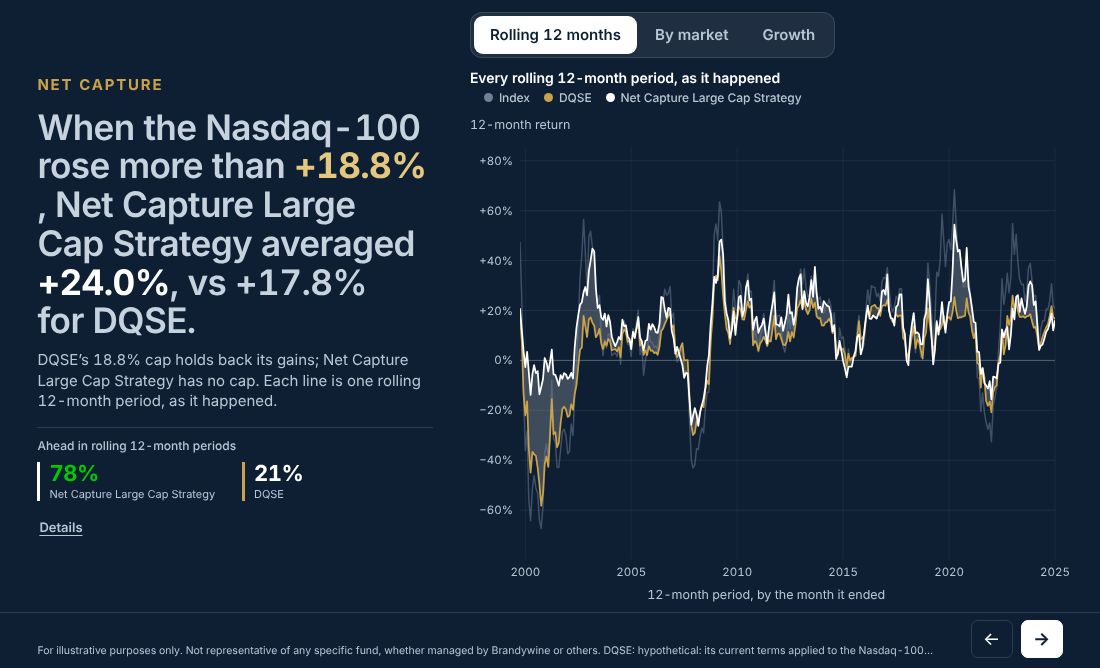 Rolling 12 months
By market
Growth
NET CAPTURE
When the Nasdaq-100
rose more than +18.8%
, Net Capture Large
Cap Strategy averaged
+24.0%, vs +17.8%
for DQSE.
DQSE's 18.8% cap holds back its gains; Net Capture
Large Cap Strategy has no cap. Each line is one rolling
12-month period, as it happened.
Ahead in rolling 12-month periods
78%
Net Capture Large Cap Strategy
21%
DQSE
Details
Every rolling 12-month period, as it happened
Index
DQSE
Net Capture Large Cap Strategy
12-month return
+80%
+60%
+40%
+20%
0%
−20%
−40%
−60%
2000
2005
2010
2015
2020
2025
12-month period, by the month it ended
For illustrative purposes only. Not representative of any specific fund, whether managed by Brandywine or others. DQSE: hypothetical: its current terms applied to the Nasdaq-100...